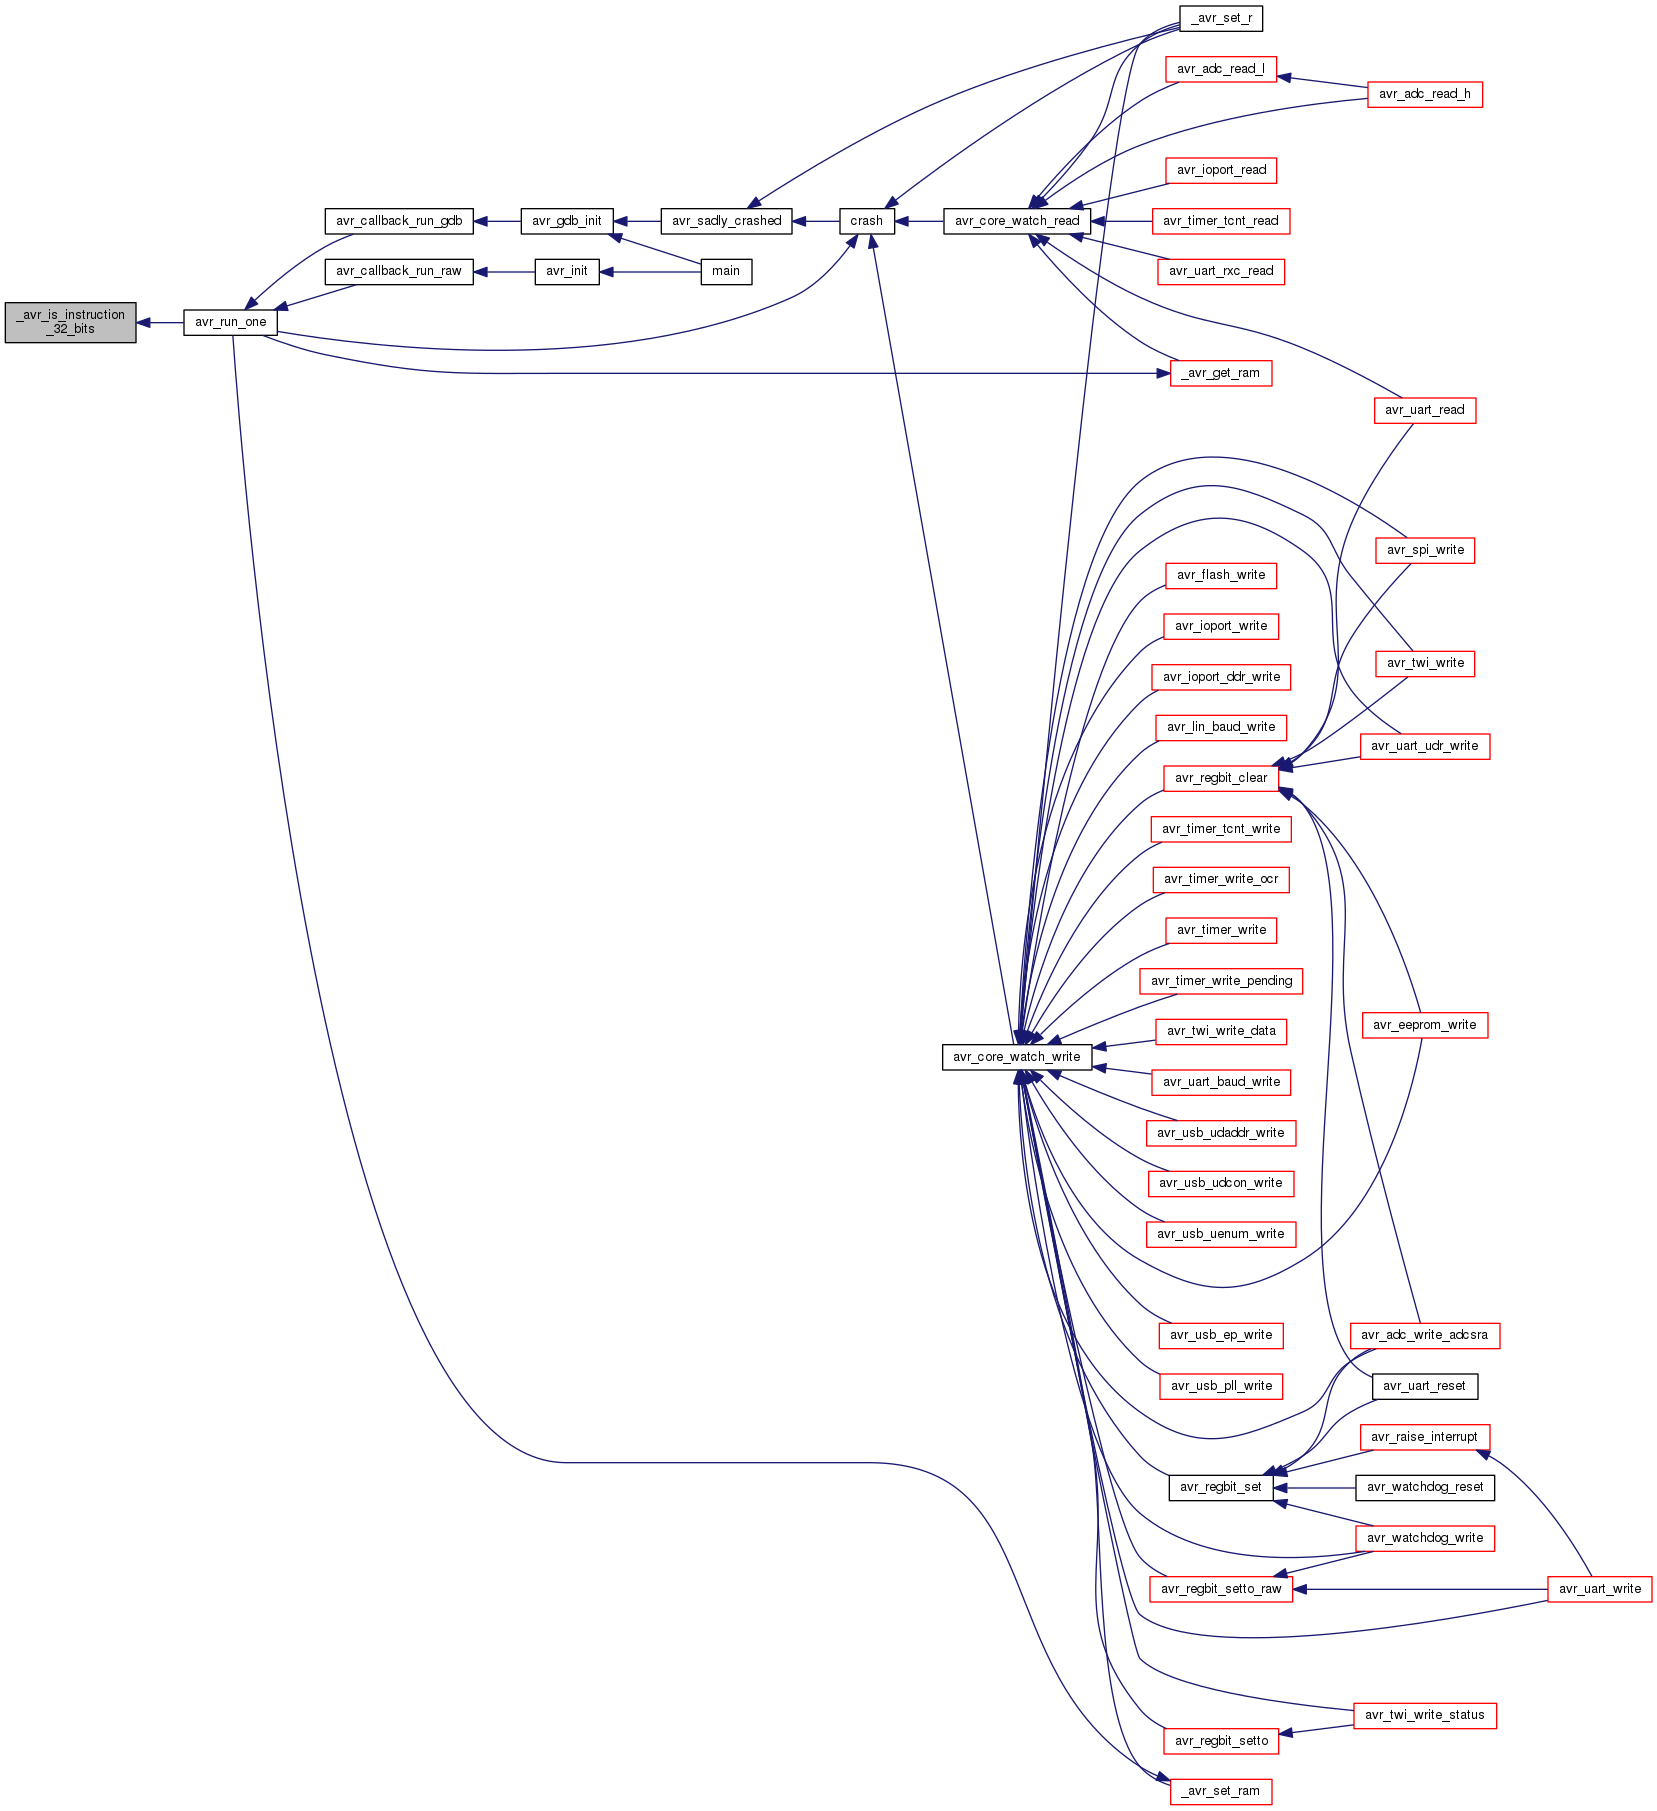 _avr_set_r
avr_adc_read_l
avr_adc_read_h
avr_ioport_read
avr_callback_run_gdb
avr_gdb_init
avr_sadly_crashed
crash
avr_core_watch_read
avr_timer_tcnt_read
avr_callback_run_raw
avr_init
main
avr_uart_rxc_read
_avr_is_instruction
_32_bits
avr_run_one
_avr_get_ram
avr_uart_read
avr_spi_write
avr_flash_write
avr_ioport_write
avr_twi_write
avr_ioport_ddr_write
avr_lin_baud_write
avr_uart_udr_write
avr_regbit_clear
avr_timer_tcnt_write
avr_timer_write_ocr
avr_timer_write
avr_timer_write_pending
avr_eeprom_write
avr_twi_write_data
avr_core_watch_write
avr_uart_baud_write
avr_usb_udaddr_write
avr_usb_udcon_write
avr_usb_uenum_write
avr_usb_ep_write
avr_adc_write_adcsra
avr_usb_pll_write
avr_uart_reset
avr_raise_interrupt
avr_regbit_set
avr_watchdog_reset
avr_watchdog_write
avr_regbit_setto_raw
avr_uart_write
avr_twi_write_status
avr_regbit_setto
_avr_set_ram